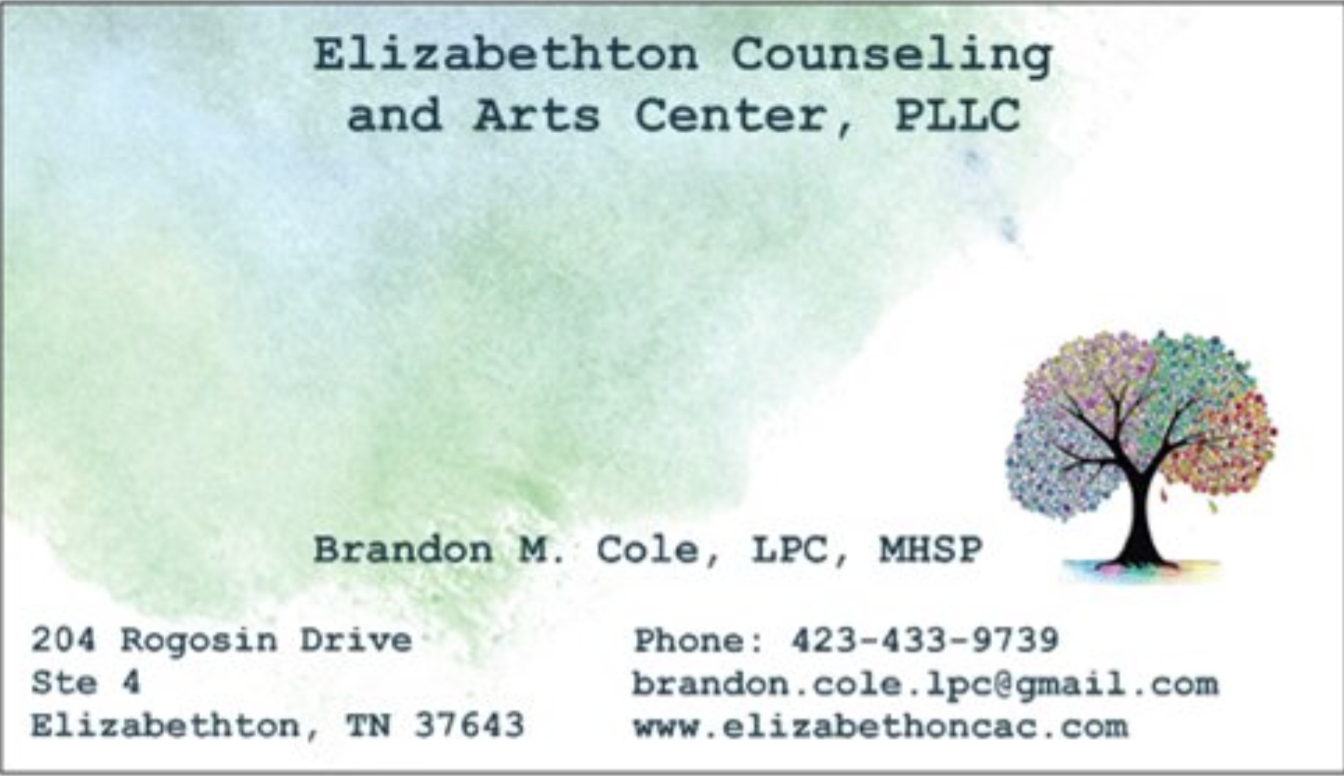 Elizabethton Counseling
and Arts Center, PLLC
Brandon M. Cole, LPC, MHSP
204 Rogosin Drive
Ste 4
Elizabethton, TN 37643
Phone: 423-433-9739
brandon.cole.lpc@gmail.com
www.elizabethoncac.com